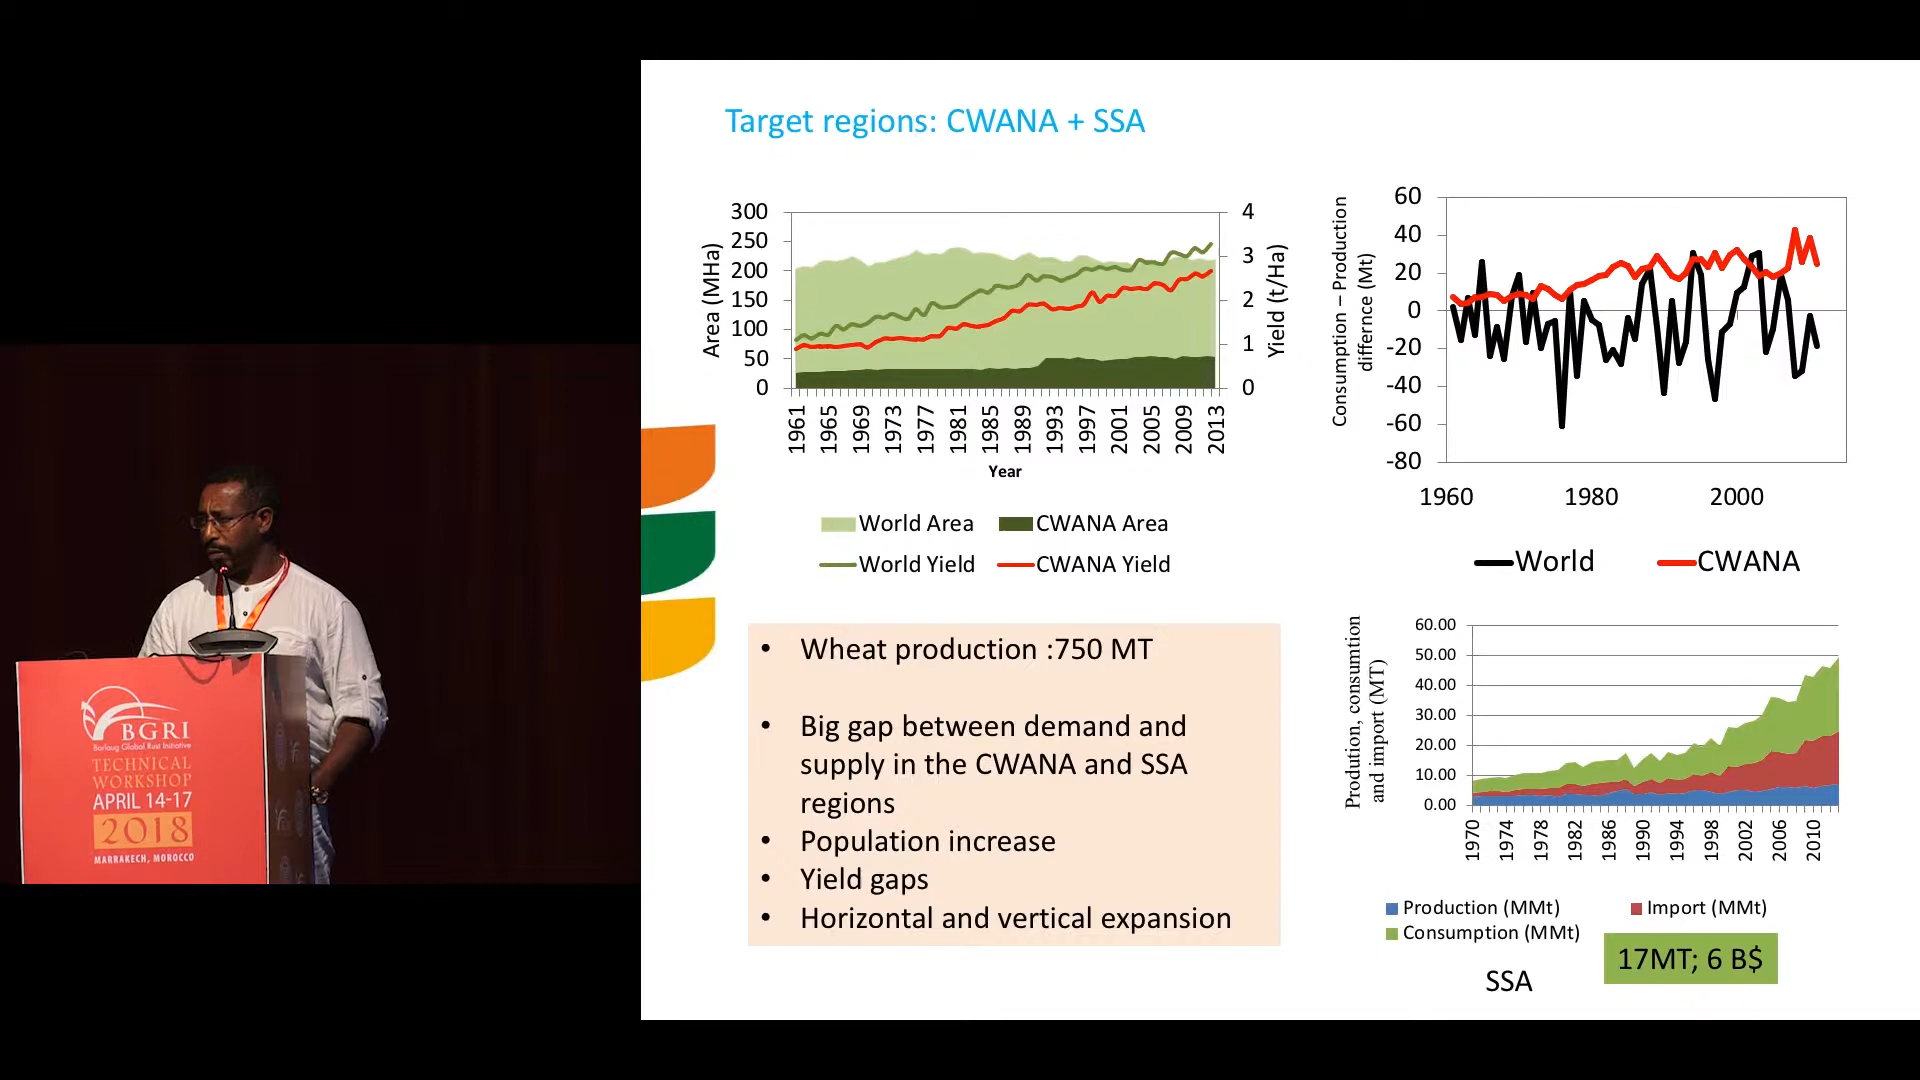 Target regions: CWANA + SSA
300
250
200
150
100
50
0
Area (MHa)
4
3
2
1
0
Yield (t/Ha)
1961
1965
1969
1973
1977
1981
1985
1989
1993
1997
2001
2005
2009
2013
Year
World Area
CWANA Area
World Yield
CWANA Yield
60
40
20
0
-20
-40
-60
-80
Consumption – Production
differnce (Mt)
1960
1980
2000
World
CWANA
• Wheat production :750 MT
• Big gap between demand and
supply in the CWANA and SSA
regions
• Population increase
• Yield gaps
• Horizontal and vertical expansion
60.00
50.00
40.00
30.00
20.00
10.00
0.00
Prodution, consumtion
and import (MT)
1970
1974
1978
1982
1986
1990
1994
1998
2002
2006
2010
Production (MMt)
Import (MMt)
Consumption (MMt)
17MT; 6 B$
SSA
BGRI
Borlaug Global Rust Initiative
TECHNICAL
WORKSHOP
APRIL 14-17
2018
MARRAKECH, MOROCCO